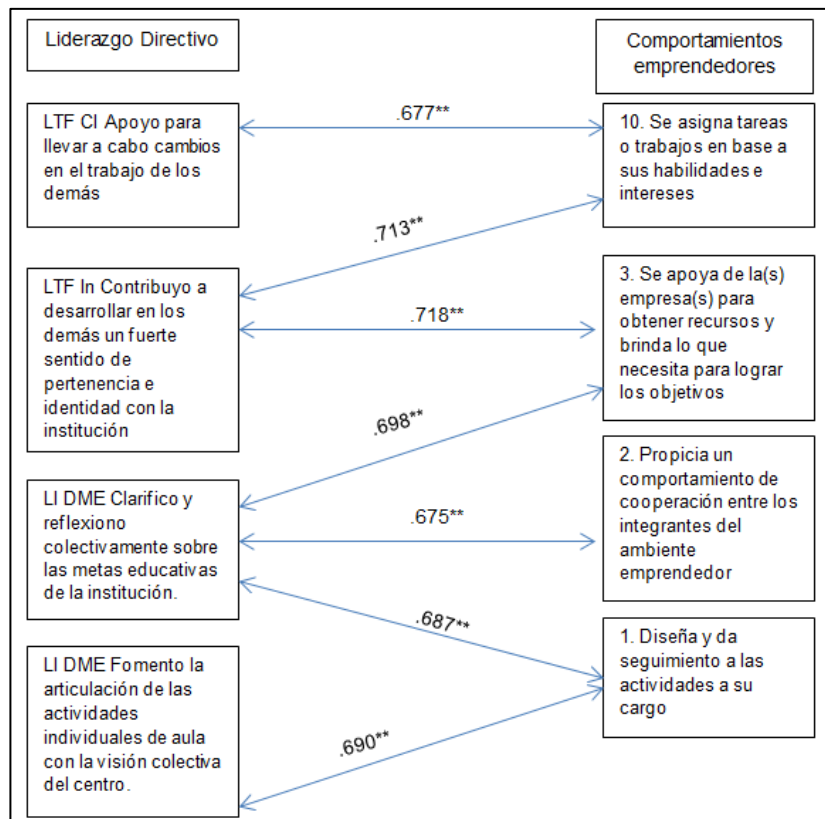 Liderazgo Directivo
Comportamientos
emprendedores
LTF CI Apoyo para
llevar a cabo cambios
en el trabajo de los
demás
.677**
10. Se asigna tareas
o trabajos en base a
sus habilidades e
intereses
.713**
LTF In Contribuyo a
desarrollar en los
demás un fuerte
sentido de
pertenencia e
identidad con la
institución
.718**
3. Se apoya de la(s)
empresa(s) para
obtener recursos y
brinda lo que
necesita para lograr
los objetivos
.698**
LI DME Clarifico y
reflexiono
colectivamente sobre
las metas educativas
de la institución.
.675**
2. Propicia un
comportamiento de
cooperación entre los
integrantes del
ambiente
emprendedor
.687**
LI DME Fomento la
articulación de las
actividades
individuales de aula
con la visión colectiva
del centro.
1. Diseña y da
seguimiento a las
actividades a su
cargo
.690**